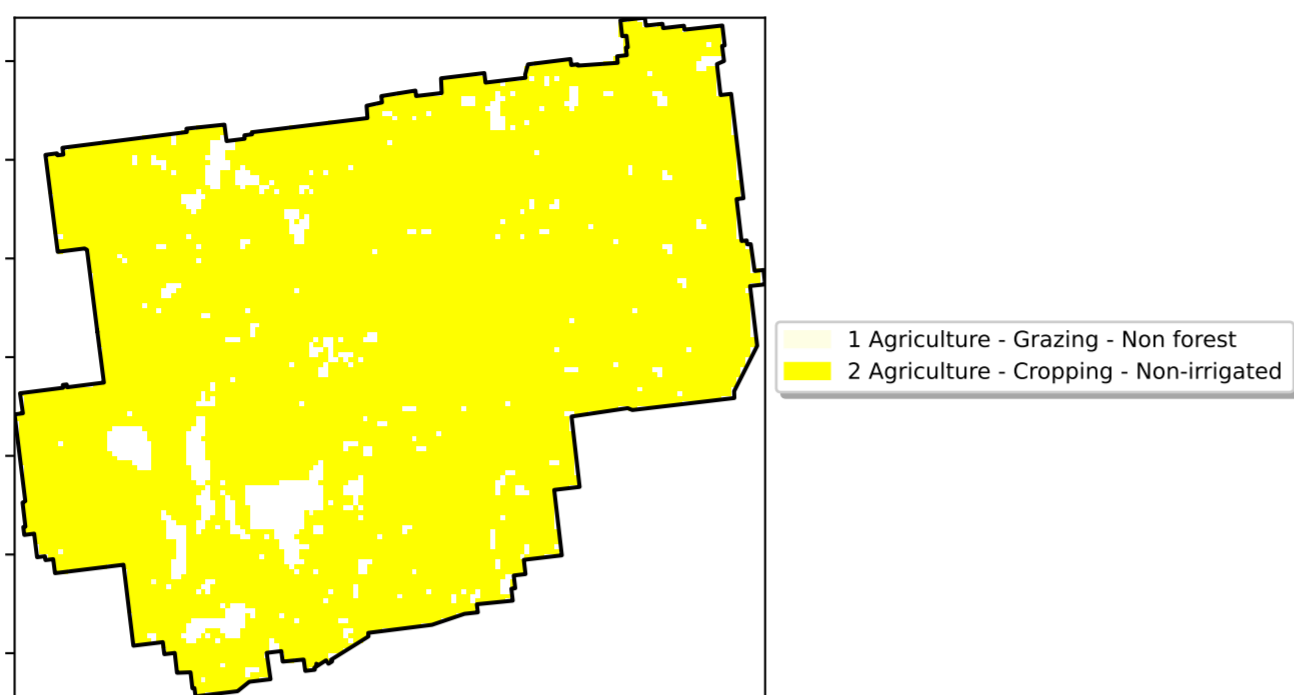 1 Agriculture - Grazing - Non forest
2 Agriculture - Cropping - Non-irrigated